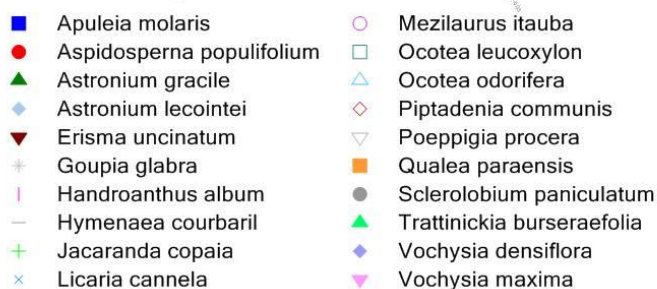 Apuleia molaris
Aspidosperna populifolium
Astronium gracile
Astronium lecointei
Erisma uncinatum
Goupia glabra
Handroanthus album
Hymenaea courbaril
Jacaranda copaia
Licaria cannela
Mezilaurus itauba
Ocotea leucoxylon
Ocotea odorifera
Piptadenia communis
Poeppigia procera
Qualea paraensis
Sclerolobium paniculatum
Trattinickia burseraefolia
Vochysia densiflora
Vochysia maxima